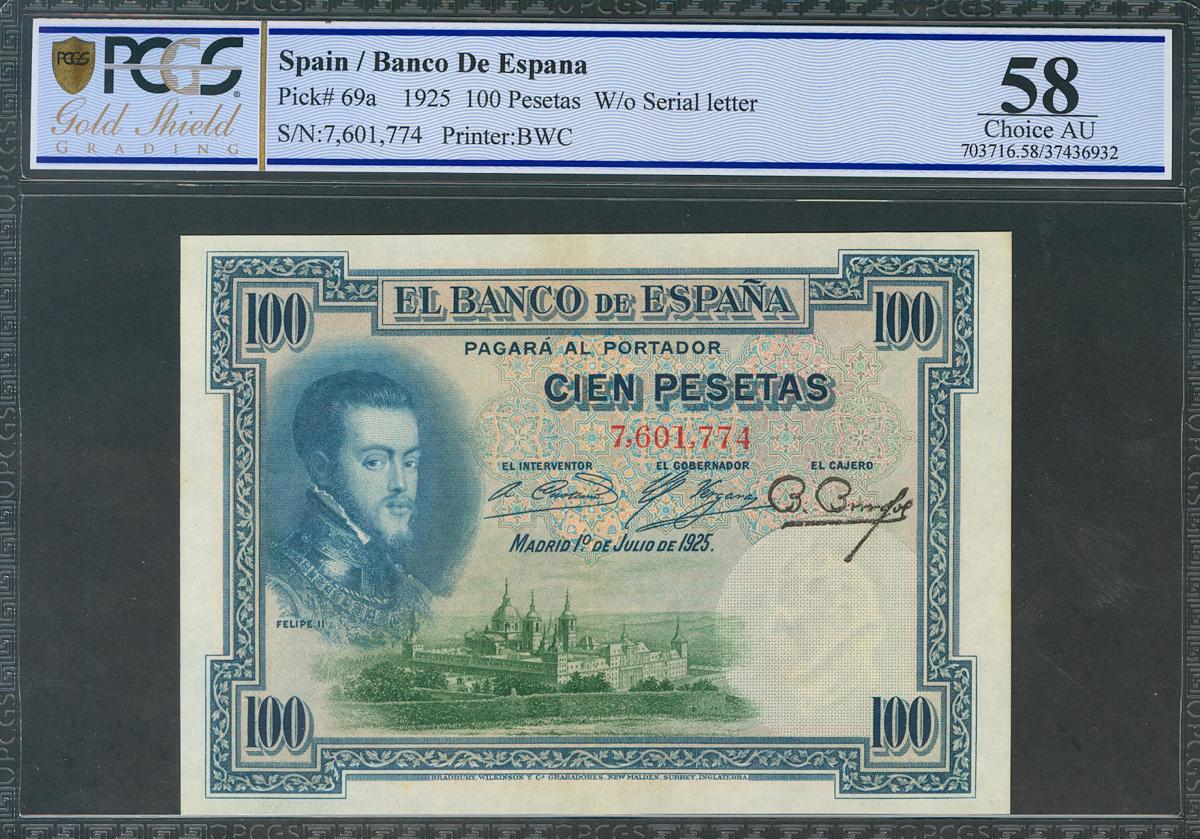 PCGS
PCGS
Gold Shield
GRADING
Spain / Banco De Espana
Pick# 69a 1925 100 Pesetas W/o Serial letter
S/N:7,601,774 Printer:BWC
58
Choice AU
703716.58/37436932
100
EL BANCO DE ESPAÑA
100
PAGARÁ AL PORTADOR
CIEN PESETAS
7,601,774
EL INTERVENTOR EL GOBERNADOR EL CAJERO
MADRID 1.º DE JULIO DE 1925.
FELIPE II
100
100
BRADBURY, WILKINSON Y Cª GRABADORES, NEW MALDEN, SURREY, INGLATERRA